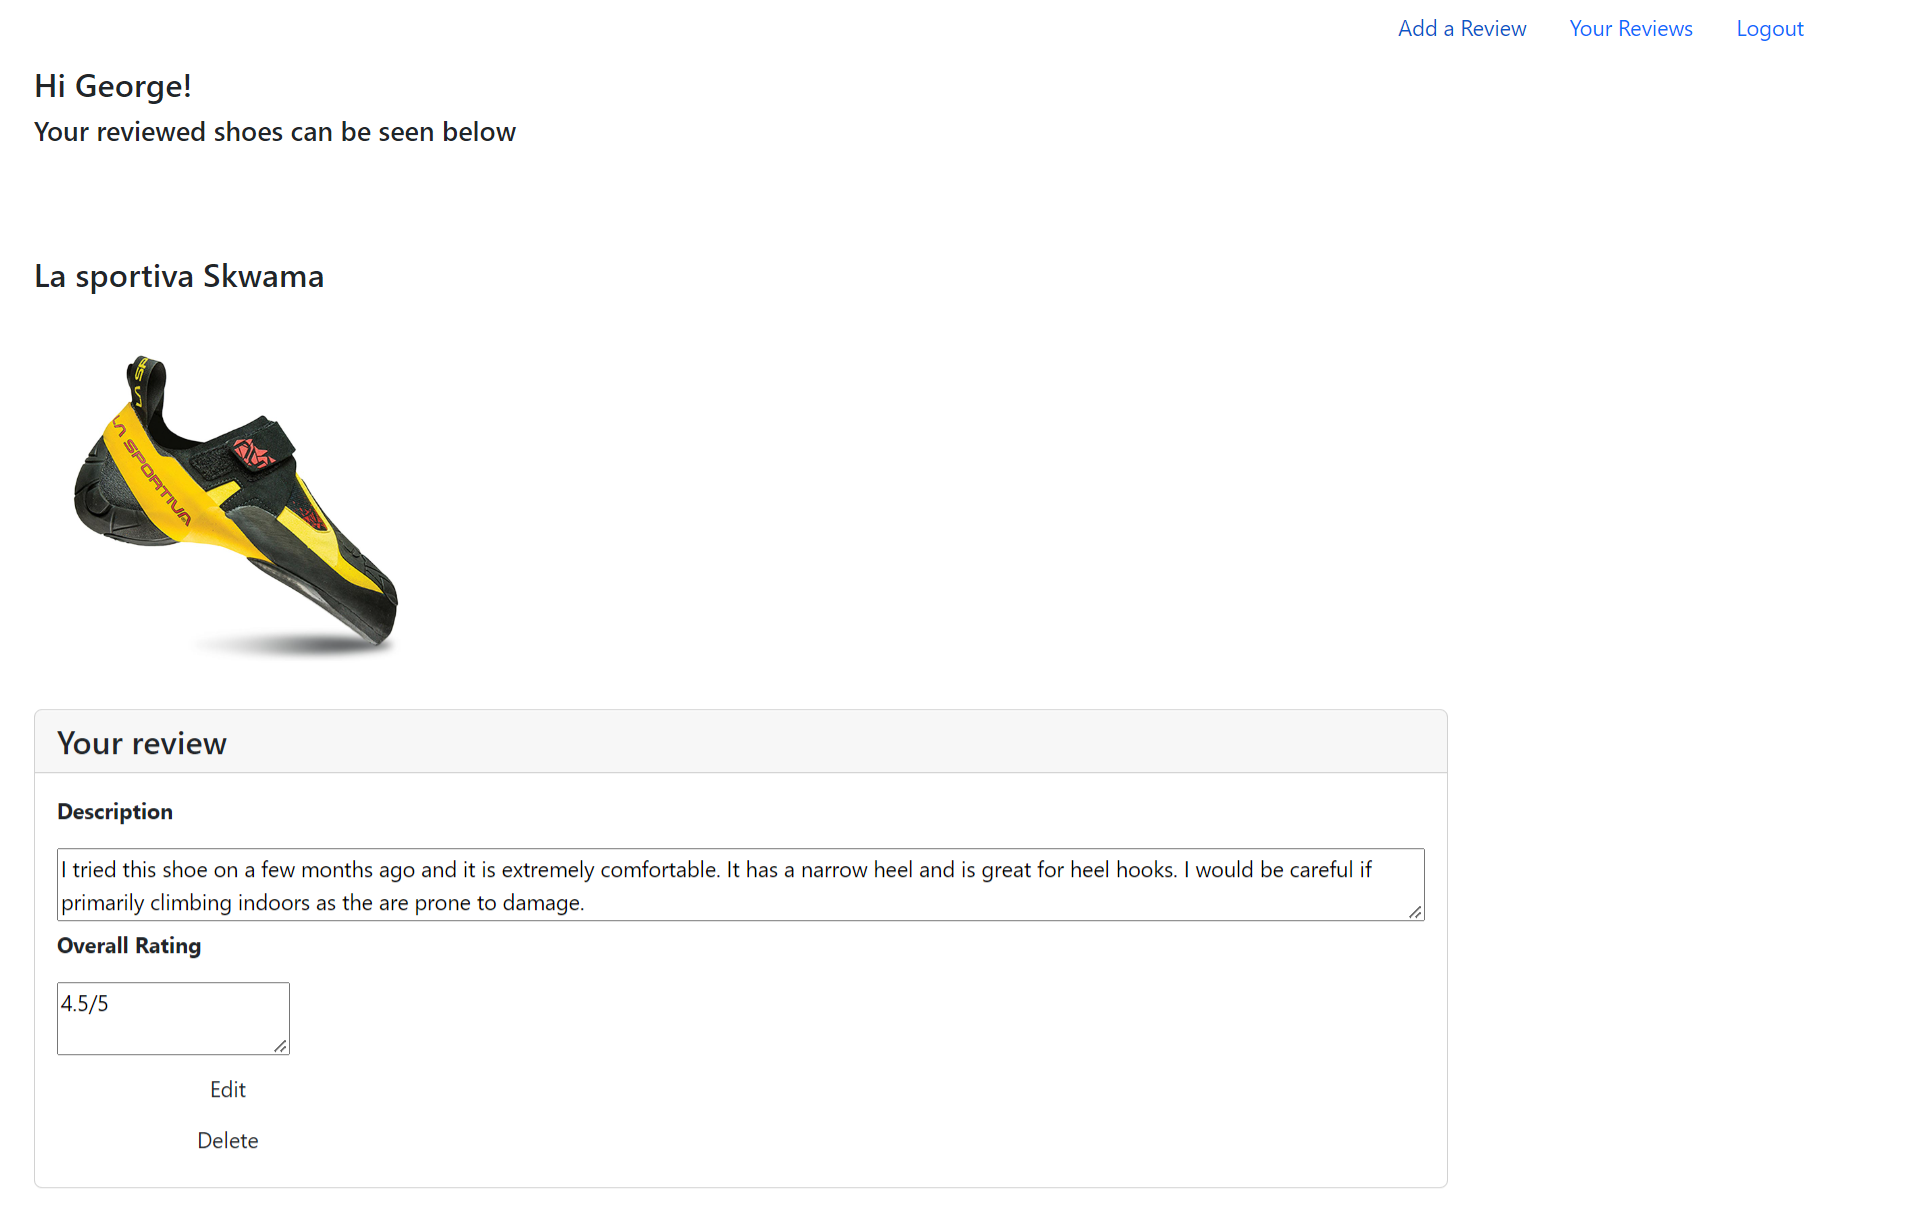 Add a Review Your Reviews Logout
Hi George!
Your reviewed shoes can be seen below
La sportiva Skwama
LA SP
LA SPORTIVA
Your review
Description
I tried this shoe on a few months ago and it is extremely comfortable. It has a narrow heel and is great for heel hooks. I would be careful if
primarily climbing indoors as the are prone to damage.
Overall Rating
4.5/5
Edit
Delete